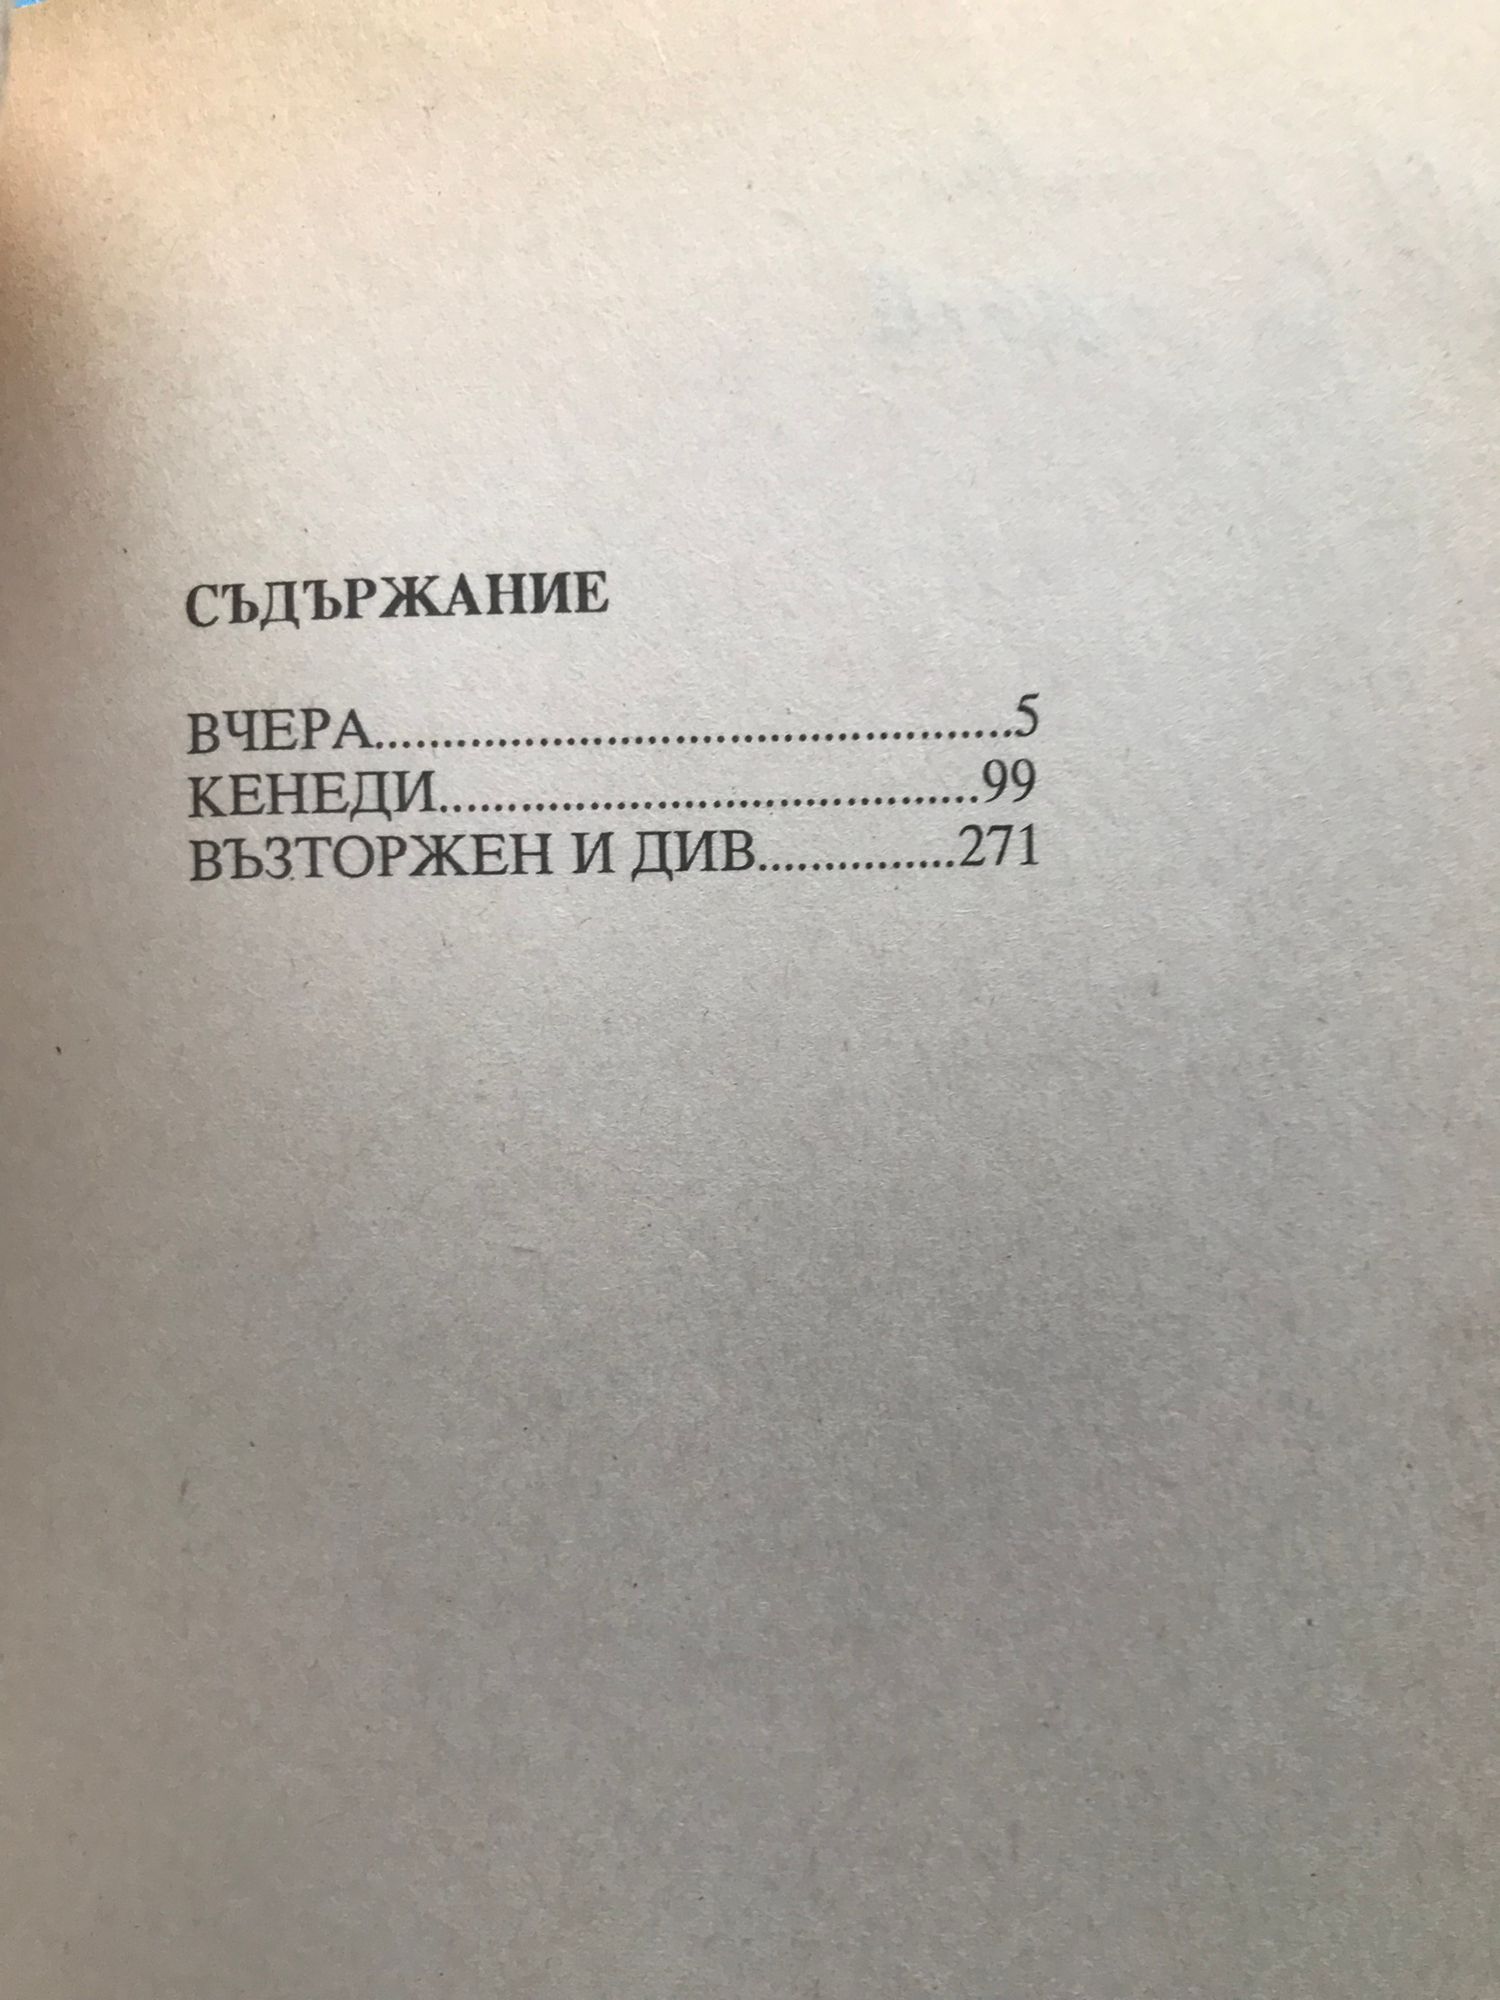 СЪДЪРЖАНИЕ
ВЧЕРА...............................................5
КЕНЕДИ........................................99
ВЪЗТОРЖЕН И ДИВ...............271